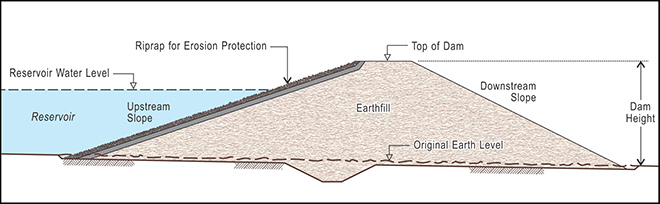 Riprap for Erosion Protection
Top of Dam
Reservoir Water Level
Reservoir
Upstream
Slope
Earthfill
Downstream
Slope
Dam
Height
Original Earth Level